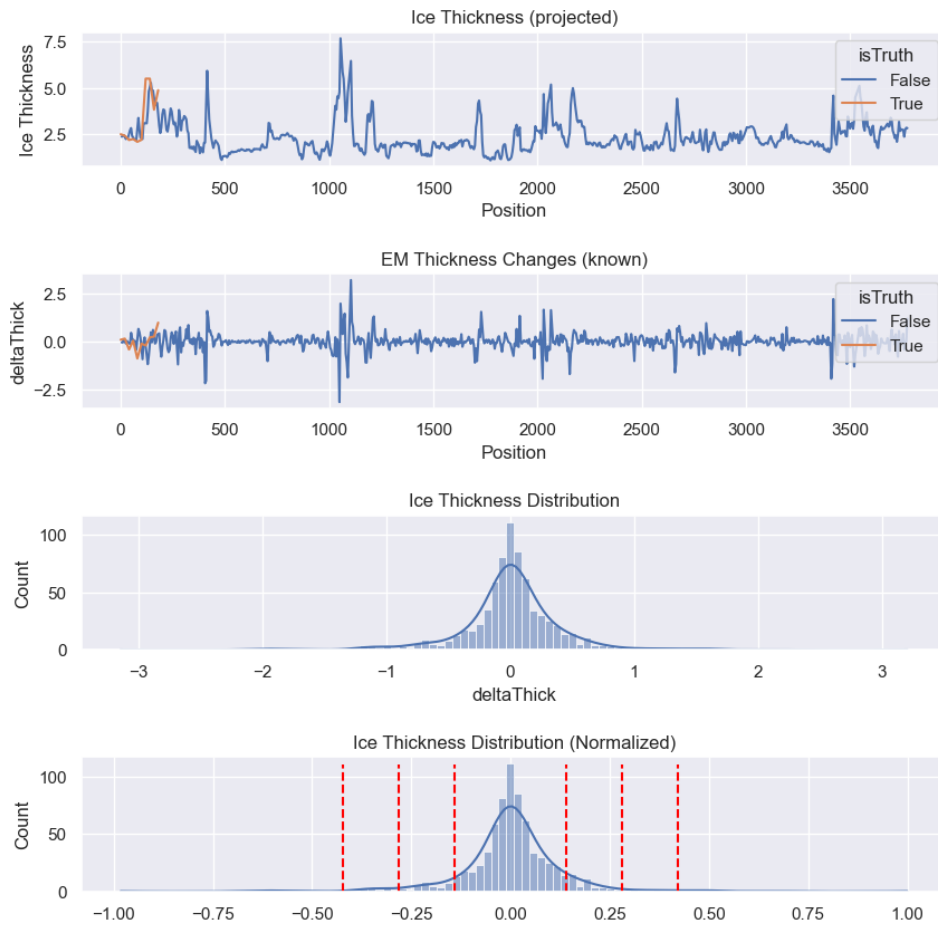 Ice Thickness (projected)
Ice Thickness
7.5
5.0
2.5
isTruth
False
True
0 500 1000 1500 2000 2500 3000 3500
Position
EM Thickness Changes (known)
deltaThick
2.5
0.0
−2.5
isTruth
False
True
0 500 1000 1500 2000 2500 3000 3500
Position
Ice Thickness Distribution
Count
100
50
0
−3 −2 −1 0 1 2 3
deltaThick
Ice Thickness Distribution (Normalized)
Count
100
50
0
−1.00 −0.75 −0.50 −0.25 0.00 0.25 0.50 0.75 1.00